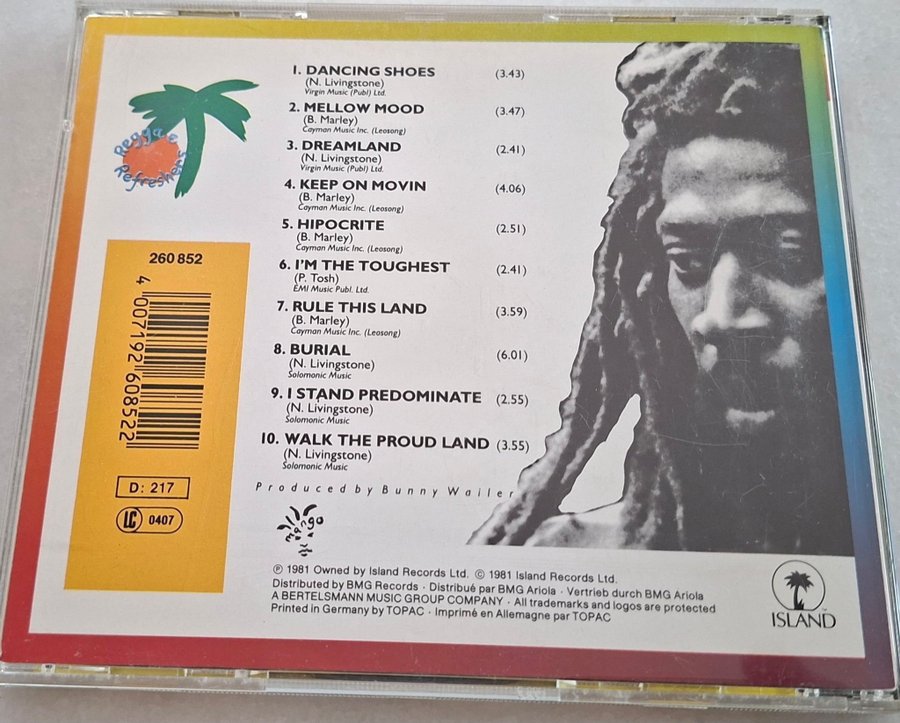 Reggae
Refreshers
260 852
4 007192 608522
D: 217
LC 0407
1. DANCING SHOES (3.43)
(N. Livingstone)
Virgin Music (Publ) Ltd.
2. MELLOW MOOD (3.47)
(B. Marley)
Cayman Music Inc. (Leosong)
3. DREAMLAND (2.41)
(N. Livingstone)
Virgin Music (Publ) Ltd.
4. KEEP ON MOVIN (4.06)
(B. Marley)
Cayman Music Inc. (Leosong)
5. HIPOCRITE (2.51)
(B. Marley)
Cayman Music Inc. (Leosong)
6. I'M THE TOUGHEST (2.41)
(P. Tosh)
EMI Music Publ. Ltd.
7. RULE THIS LAND (3.59)
(B. Marley)
Cayman Music Inc. (Leosong)
8. BURIAL (6.01)
(N. Livingstone)
Solomonic Music
9. I STAND PREDOMINATE (2.55)
(N. Livingstone)
Solomonic Music
10. WALK THE PROUD LAND (3.55)
(N. Livingstone)
Solomonic Music
Produced by Bunny Wailer
mango
℗ 1981 Owned by Island Records Ltd. © 1981 Island Records Ltd.
Distributed by BMG Records · Distribué par BMG Ariola · Vertrieb durch BMG Ariola
A BERTELSMANN MUSIC GROUP COMPANY · All trademarks and logos are protected
Printed in Germany by TOPAC · Imprimé en Allemagne par TOPAC
ISLAND